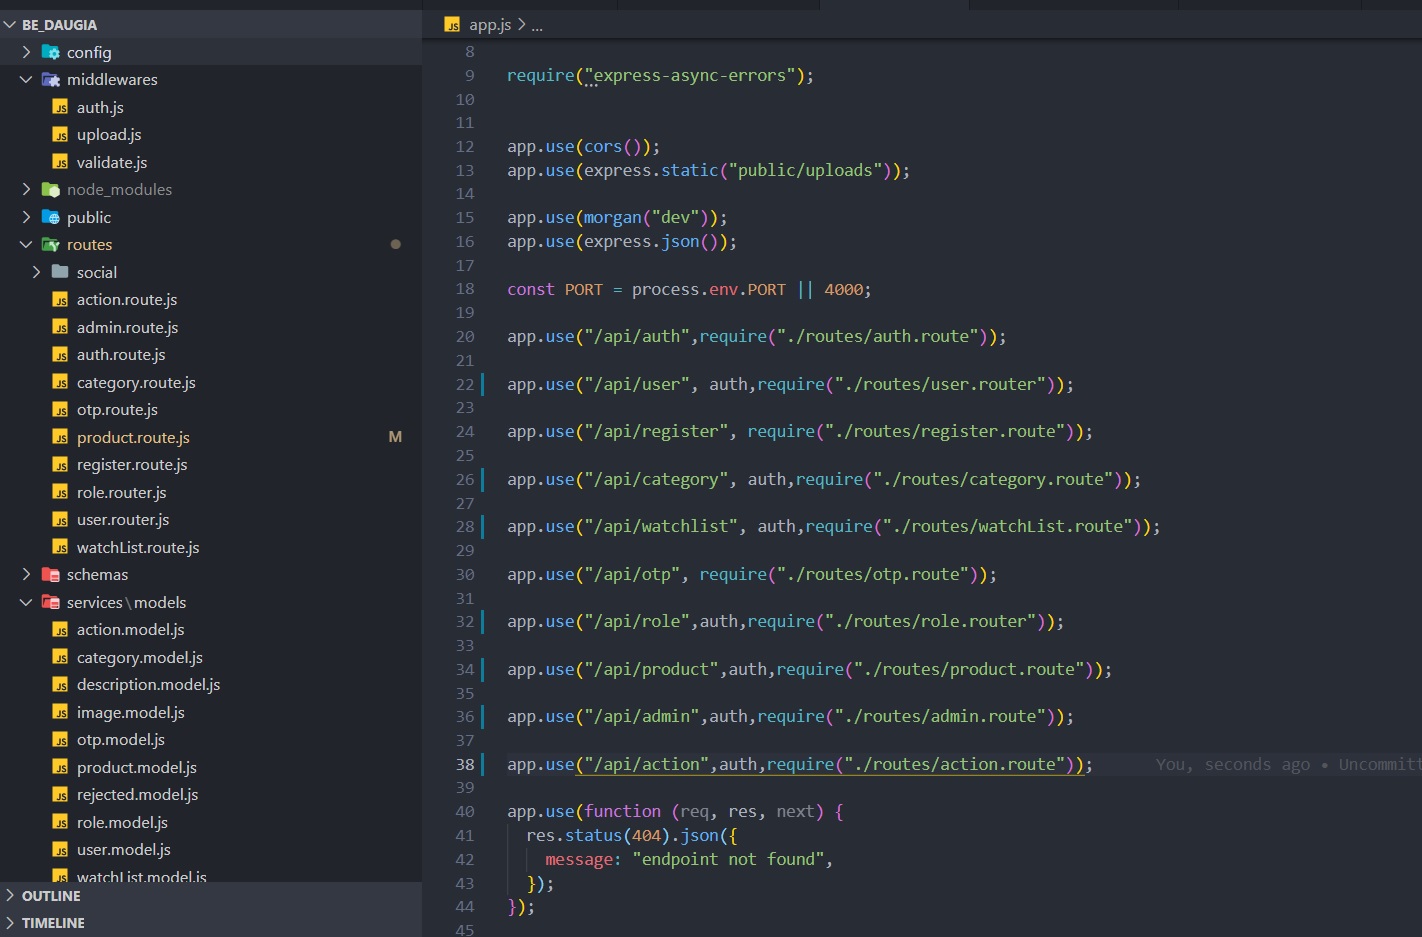 BE_DAUGIA
config
middlewares
auth.js
upload.js
validate.js
node_modules
public
routes
social
action.route.js
admin.route.js
auth.route.js
category.route.js
otp.route.js
product.route.js M
register.route.js
role.router.js
user.router.js
watchList.route.js
schemas
services\models
action.model.js
category.model.js
description.model.js
image.model.js
otp.model.js
product.model.js
rejected.model.js
role.model.js
user.model.js
watchList.model.js
OUTLINE
TIMELINE
JS app.js > ...
8
9 require("express-async-errors");
10
11
12 app.use(cors());
13 app.use(express.static("public/uploads"));
14
15 app.use(morgan("dev"));
16 app.use(express.json());
17
18 const PORT = process.env.PORT || 4000;
19
20 app.use("/api/auth",require("./routes/auth.route"));
21
22 app.use("/api/user", auth,require("./routes/user.router"));
23
24 app.use("/api/register", require("./routes/register.route"));
25
26 app.use("/api/category", auth,require("./routes/category.route"));
27
28 app.use("/api/watchlist", auth,require("./routes/watchList.route"));
29
30 app.use("/api/otp", require("./routes/otp.route"));
31
32 app.use("/api/role",auth,require("./routes/role.router"));
33
34 app.use("/api/product",auth,require("./routes/product.route"));
35
36 app.use("/api/admin",auth,require("./routes/admin.route"));
37
38 app.use("/api/action",auth,require("./routes/action.route")); You, seconds ago • Uncommitt
39
40 app.use(function (req, res, next) {
41 res.status(404).json({
42 message: "endpoint not found",
43 });
44 });
45